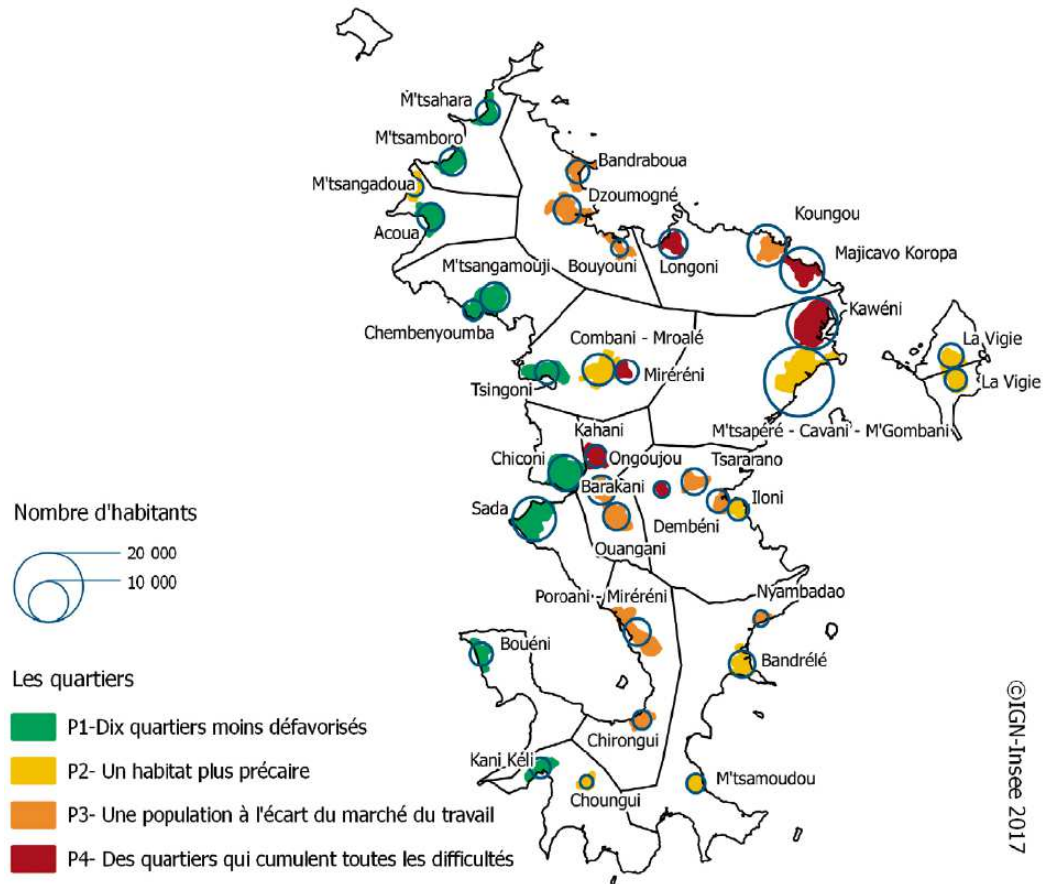 M'tsahara
M'tsamboro
M'tsangadoua
Acoua
Bandraboua
Dzoumogné
Koungou
Bouyouni
Longoni
Majicavo Koropa
M'tsangamouji
Chembenyoumba
Kawéni
Combani - Mroalé
La Vigie
Tsingoni
Miréréni
La Vigie
M'tsapéré - Cavani - M'Gombani
Kahani
Chiconi
Ongoujou
Tsararano
Barakani
Iloni
Sada
Dembéni
Ouangani
Nombre d'habitants
20 000
10 000
Poroani - Miréréni
Nyambadao
Bouéni
Bandrélé
Chirongui
Kani Kéli
Choungui
M'tsamoudou
Les quartiers
P1-Dix quartiers moins défavorisés
P2- Un habitat plus précaire
P3- Une population à l'écart du marché du travail
P4- Des quartiers qui cumulent toutes les difficultés
©IGN-Insee 2017